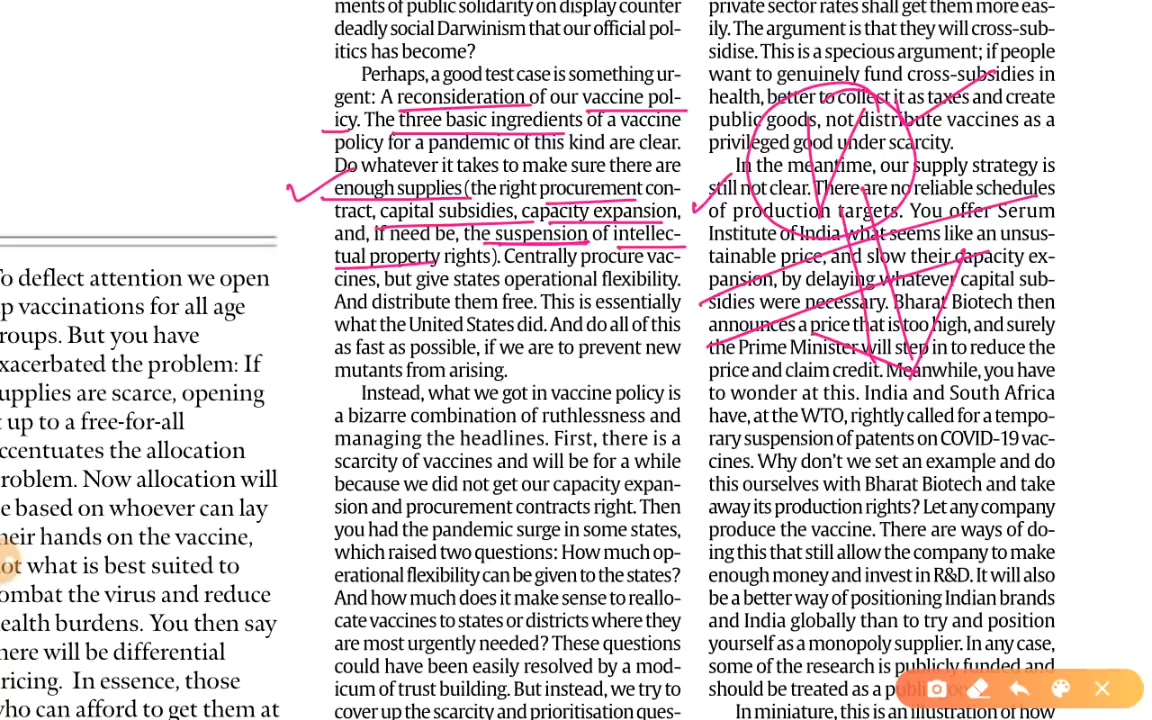 To deflect attention we open
up vaccinations for all age
groups. But you have
exacerbated the problem: If
supplies are scarce, opening
it up to a free-for-all
accentuates the allocation
problem. Now allocation will
be based on whoever can lay
their hands on the vaccine,
not what is best suited to
combat the virus and reduce
health burdens. You then say
there will be differential
pricing. In essence, those
who can afford to get them at
ments of public solidarity on display counter
deadly social Darwinism that our official pol-
itics has become?
Perhaps, a good test case is something ur-
gent: A reconsideration of our vaccine pol-
icy. The three basic ingredients of a vaccine
policy for a pandemic of this kind are clear.
Do whatever it takes to make sure there are
enough supplies (the right procurement con-
tract, capital subsidies, capacity expansion,
and, if need be, the suspension of intellec-
tual property rights). Centrally procure vac-
cines, but give states operational flexibility.
And distribute them free. This is essentially
what the United States did. And do all of this
as fast as possible, if we are to prevent new
mutants from arising.
Instead, what we got in vaccine policy is
a bizarre combination of ruthlessness and
managing the headlines. First, there is a
scarcity of vaccines and will be for a while
because we did not get our capacity expan-
sion and procurement contracts right. Then
you had the pandemic surge in some states,
which raised two questions: How much op-
erational flexibility can be given to the states?
And how much does it make sense to reallo-
cate vaccines to states or districts where they
are most urgently needed? These questions
could have been easily resolved by a mod-
icum of trust building. But instead, we try to
cover up the scarcity and prioritisation ques-
private sector rates shall get them more eas-
ily. The argument is that they will cross-sub-
sidise. This is a specious argument; if people
want to genuinely fund cross-subsidies in
health, better to collect it as taxes and create
public goods, not distribute vaccines as a
privileged good under scarcity.
In the meantime, our supply strategy is
still not clear. There are no reliable schedules
of production targets. You offer Serum
Institute of India what seems like an unsus-
tainable price, and slow their capacity ex-
pansion, by delaying whatever capital sub-
sidies were necessary. Bharat Biotech then
announces a price that is too high, and surely
the Prime Minister will step in to reduce the
price and claim credit. Meanwhile, you have
to wonder at this. India and South Africa
have, at the WTO, rightly called for a tempo-
rary suspension of patents on COVID-19 vac-
cines. Why don't we set an example and do
this ourselves with Bharat Biotech and take
away its production rights? Let any company
produce the vaccine. There are ways of do-
ing this that still allow the company to make
enough money and invest in R&D. It will also
be a better way of positioning Indian brands
and India globally than to try and position
yourself as a monopoly supplier. In any case,
some of the research is publicly funded and
should be treated as a
In miniature, this is an illustration of how